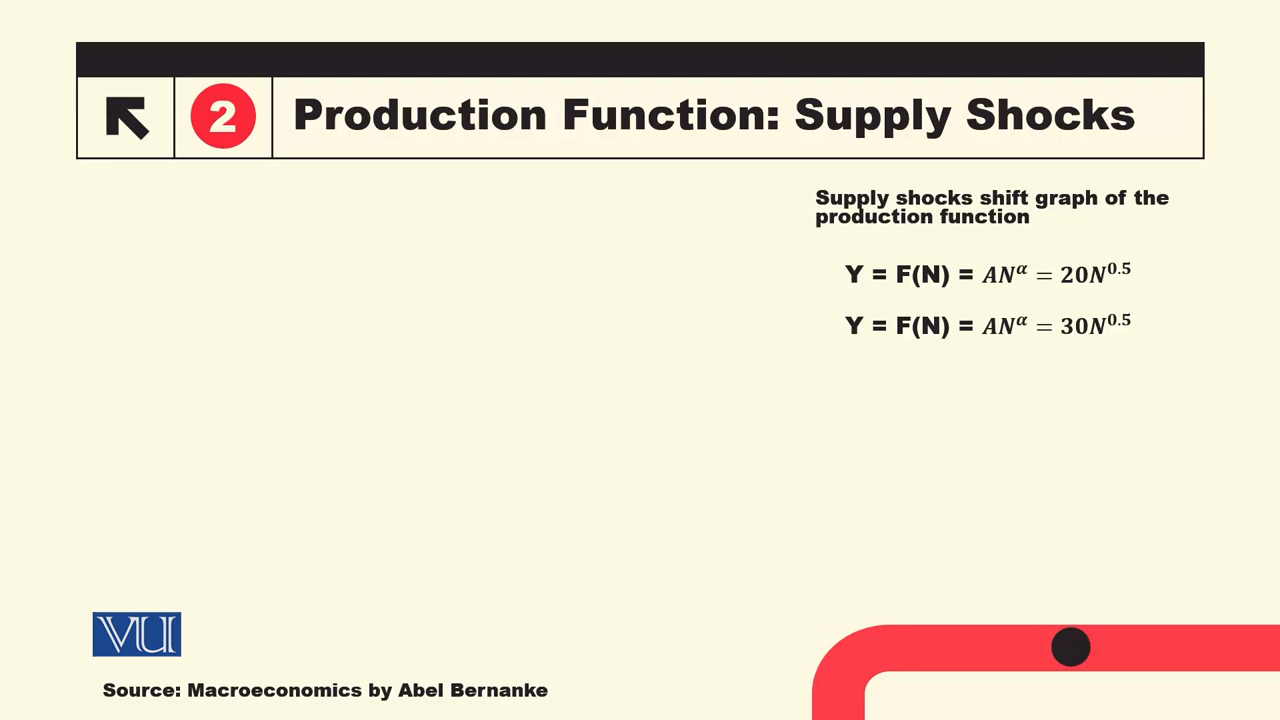 2
Production Function: Supply Shocks
Supply shocks shift graph of the
production function
Y = F(N) = AN^α = 20N^0.5
Y = F(N) = AN^α = 30N^0.5
VU
Source: Macroeconomics by Abel Bernanke